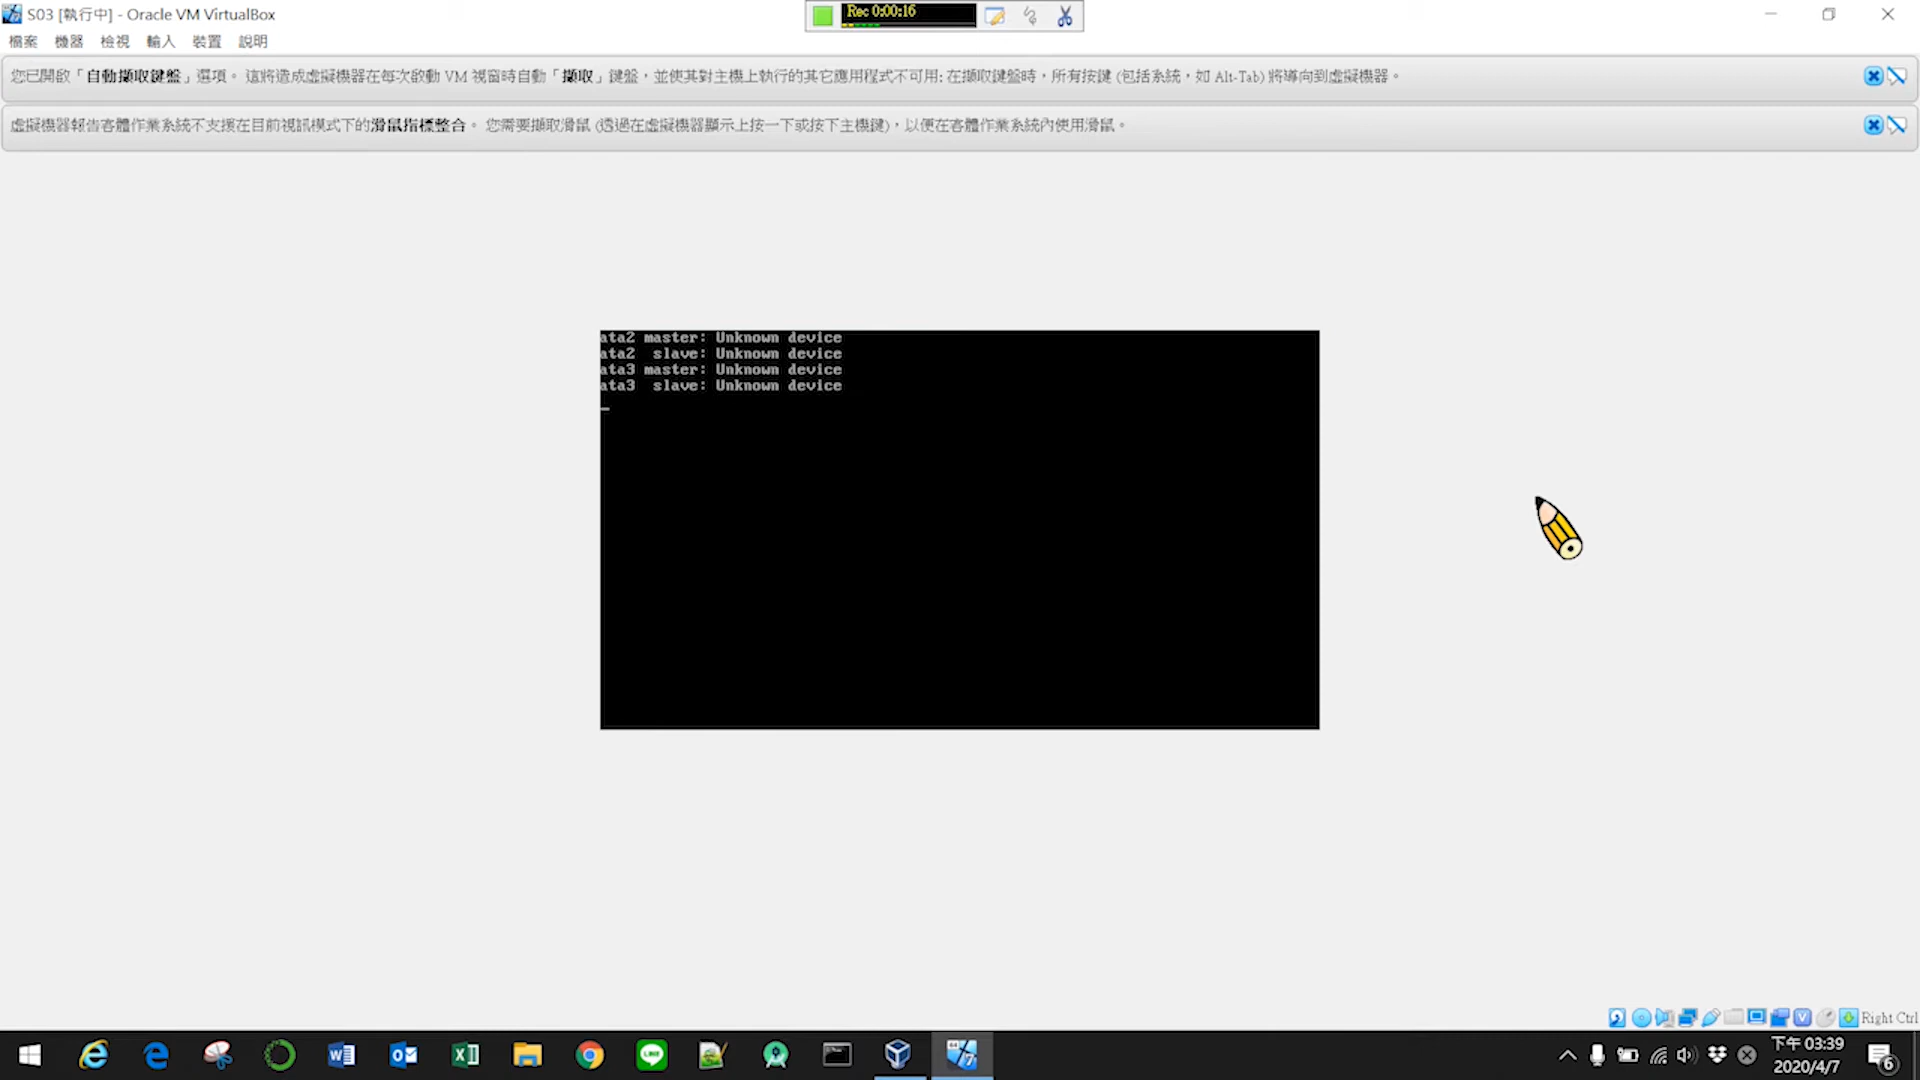 S03 [執行中] - Oracle VM VirtualBox
Rec 0:00:16
檔案 機器 檢視 輸入 裝置 說明
您已開啟「自動擷取鍵盤」選項。 這將造成虛擬機器在每次啟動 VM 視窗時自動「擷取」鍵盤，並使其對主機上執行的其它應用程式不可用; 在擷取鍵盤時，所有按鍵 (包括系統，如 Alt-Tab) 將導向到虛擬機器。
虛擬機器報告客體作業系統不支援在目前視訊模式下的滑鼠指標整合。 您需要擷取滑鼠 (透過在虛擬機器顯示上按一下或按下主機鍵)，以便在客體作業系統內使用滑鼠。
ata2 master: Unknown device
ata2 slave: Unknown device
ata3 master: Unknown device
ata3 slave: Unknown device
Right Ctrl
下午 03:39
2020/4/7
6